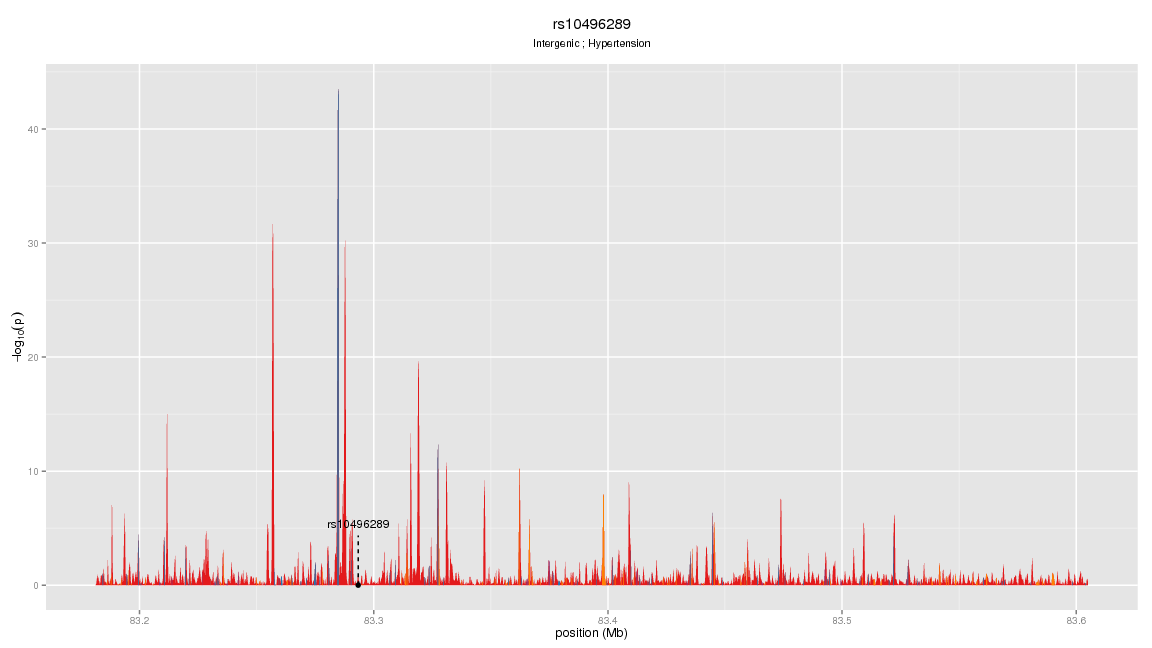 rs10496289
Intergenic ; Hypertension
−log10(p)
40
30
20
10
0
rs10496289
83.2
83.3
83.4
83.5
83.6
position (Mb)